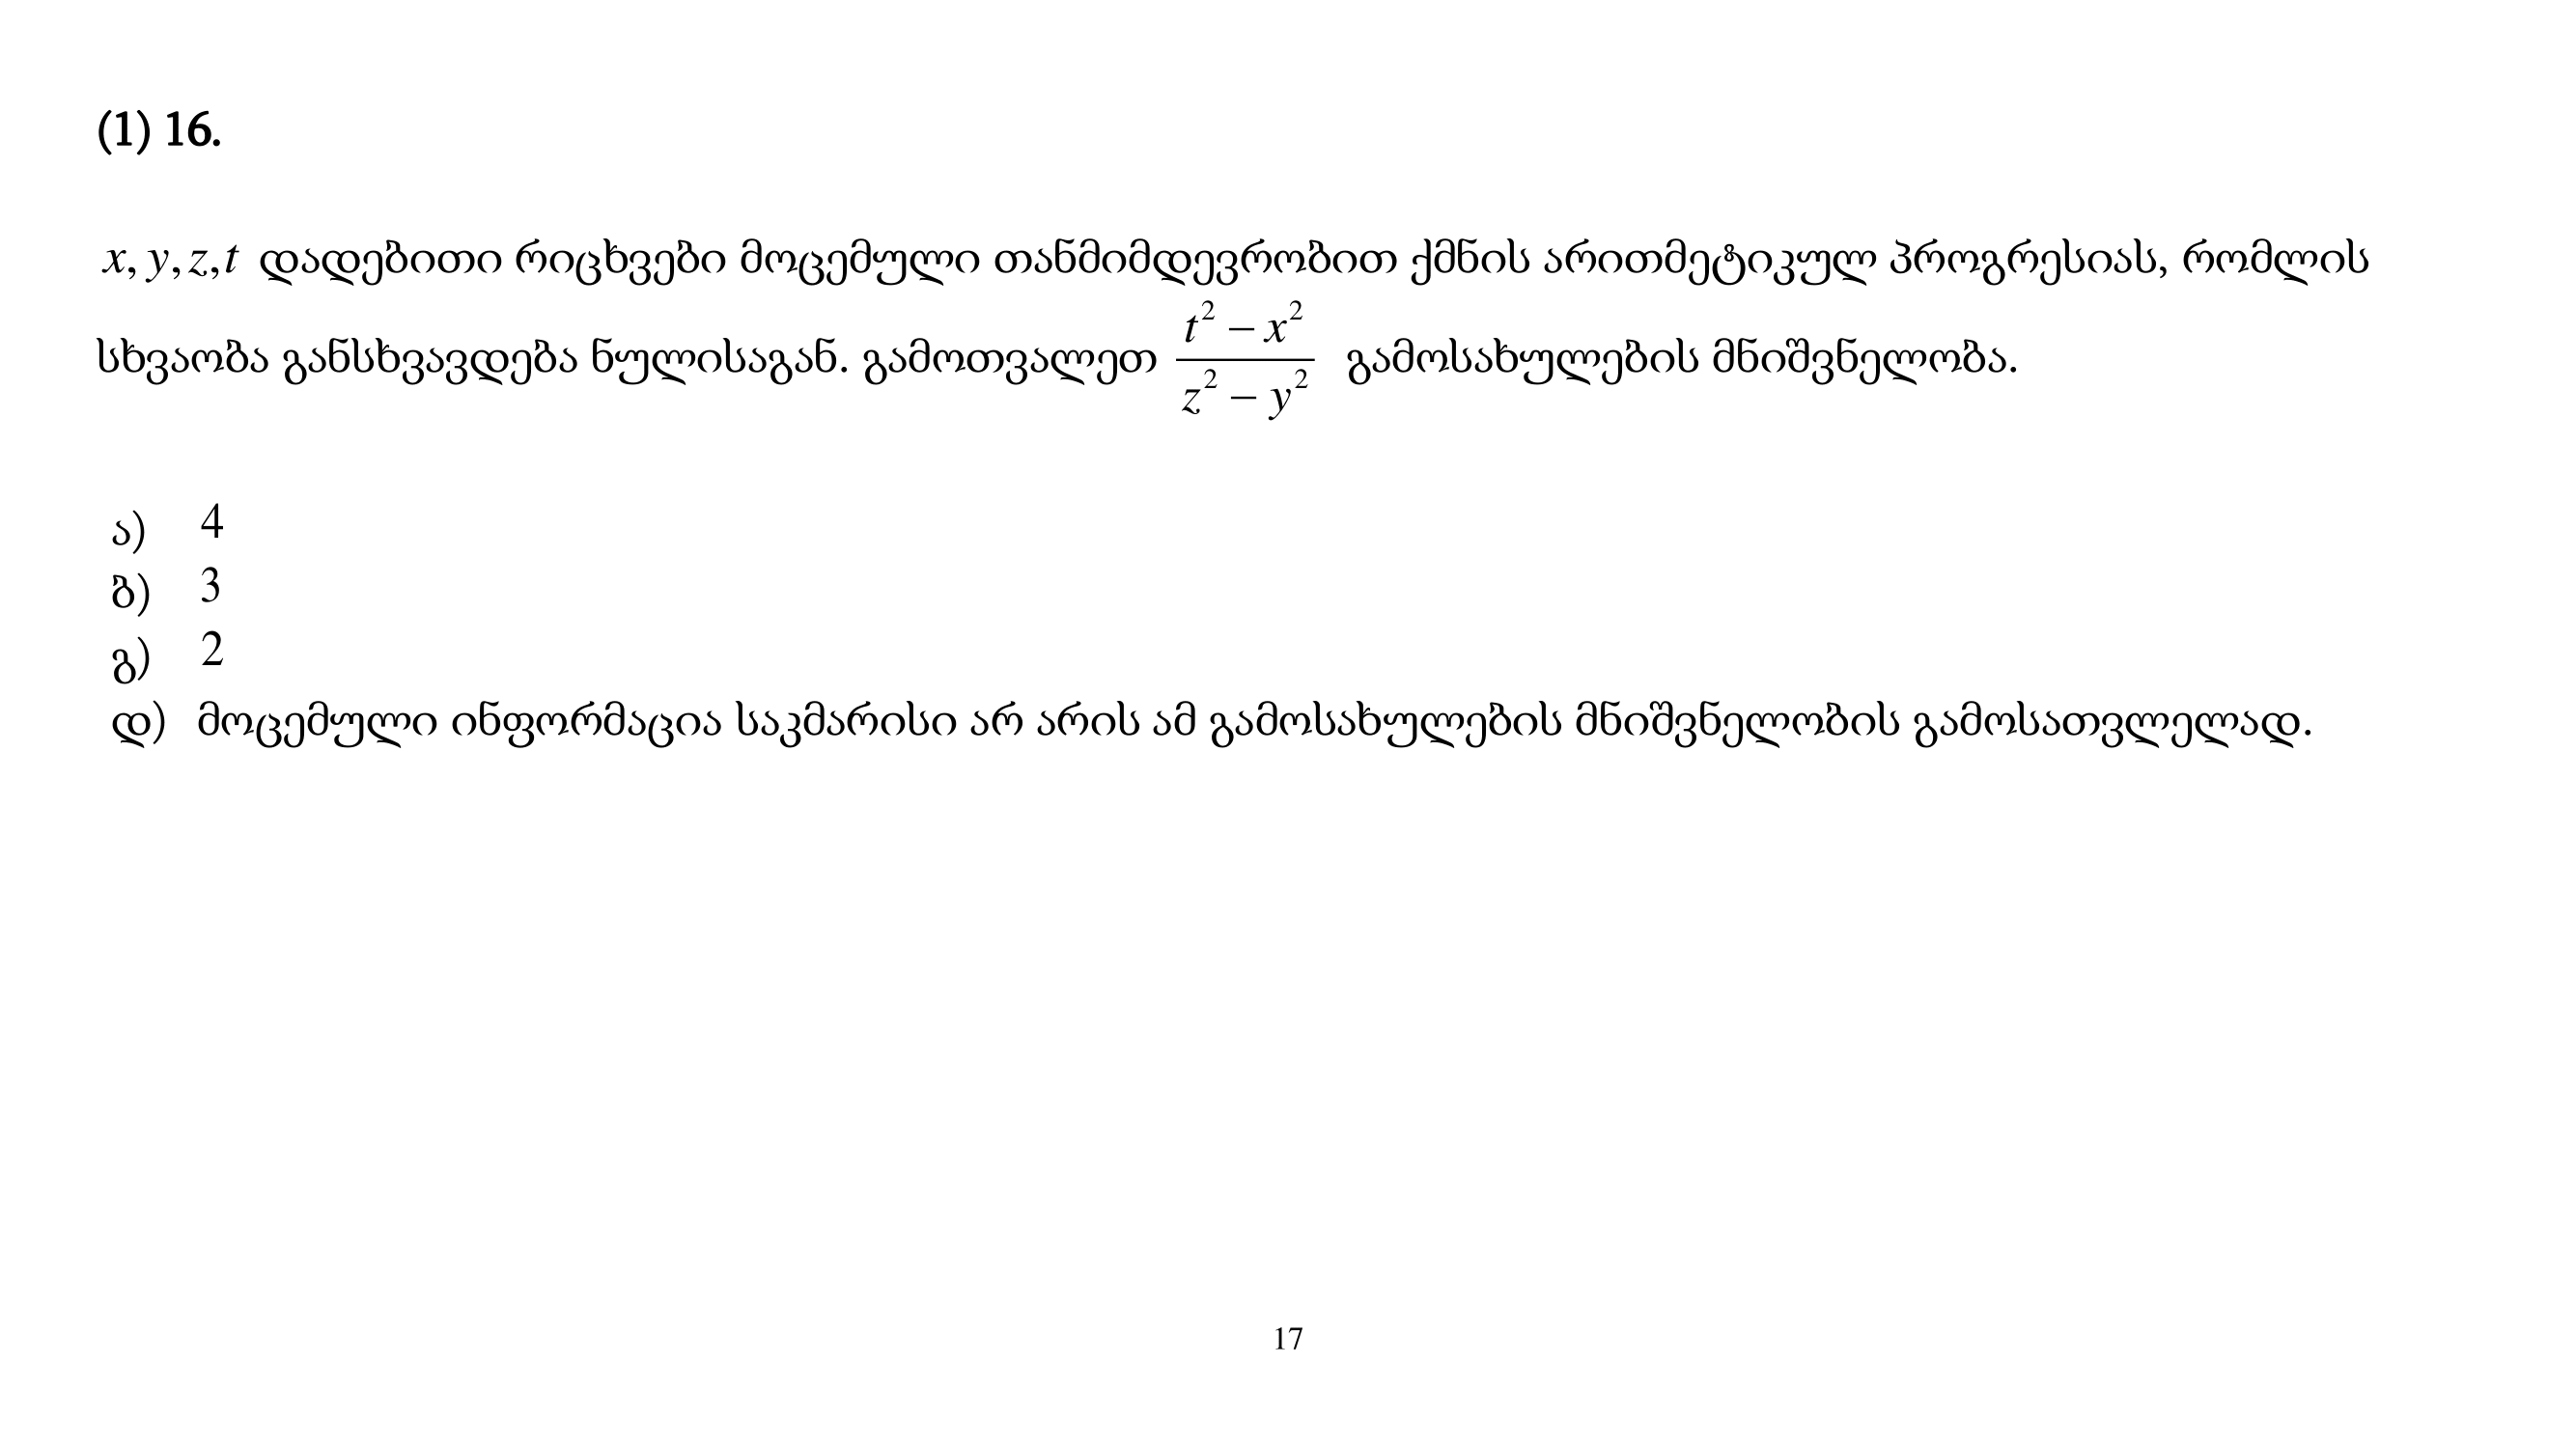 (1) 16.
x, y, z, t დადებითი რიცხვები მოცემული თანმიმდევრობით ქმნის არითმეტიკულ პროგრესიას, რომლის
სხვაობა განსხვავდება ნულისაგან. გამოთვალეთ \frac{t^2 - x^2}{z^2 - y^2} გამოსახულების მნიშვნელობა.
ა) 4
ბ) 3
გ) 2
დ) მოცემული ინფორმაცია საკმარისი არ არის ამ გამოსახულების მნიშვნელობის გამოსათვლელად.
17